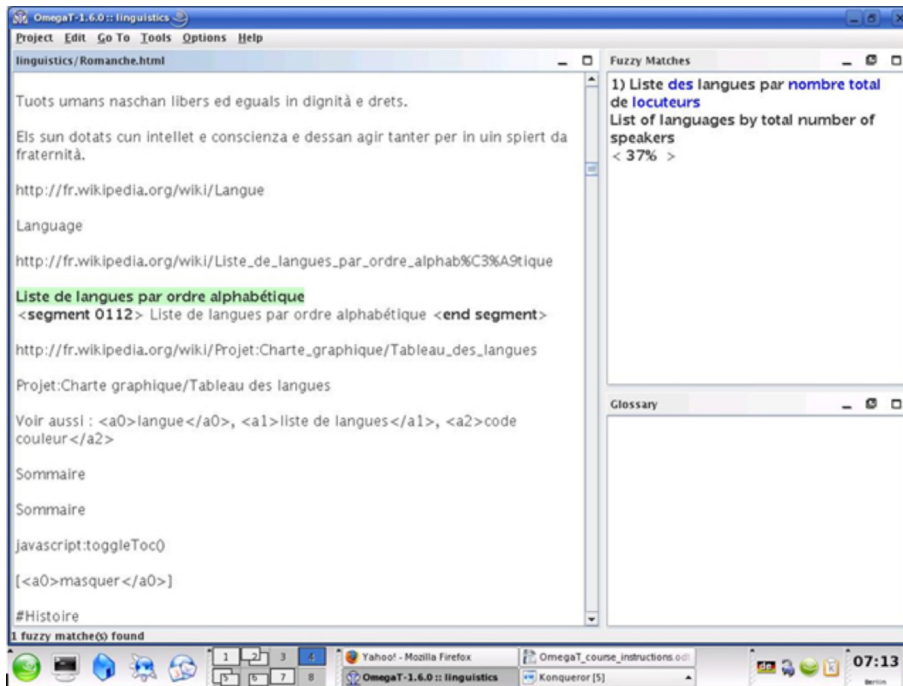 OmegaT-1.6.0 :: linguistics
Project Edit Go To Tools Options Help
linguistics/Romanche.html
Tuots umans naschan libers ed eguals in dignità e drets.
Els sun dotats cun intellet e conscienza e dessan agir tanter per in uin spiert da
fraternità.
http://fr.wikipedia.org/wiki/Langue
Language
http://fr.wikipedia.org/wiki/Liste_de_langues_par_ordre_alphab%C3%A9tique
Liste de langues par ordre alphabétique
<segment 0112> Liste de langues par ordre alphabétique <end segment>
http://fr.wikipedia.org/wiki/Projet:Charte_graphique/Tableau_des_langues
Projet:Charte graphique/Tableau des langues
Voir aussi : <a0>langue</a0>, <a1>liste de langues</a1>, <a2>code
couleur</a2>
Sommaire
Sommaire
javascript:toggleToc()
[<a0>masquer</a0>]
#Histoire
1 fuzzy matche(s) found
Fuzzy Matches
1) Liste des langues par nombre total
de locuteurs
List of languages by total number of
speakers
< 37% >
Glossary
1 2 3 4
5 6 7 8
Yahoo! - Mozilla Firefox
OmegaT_course_instructions.odt
OmegaT-1.6.0 :: linguistics
Konqueror [5]
de
07:13
Berlin